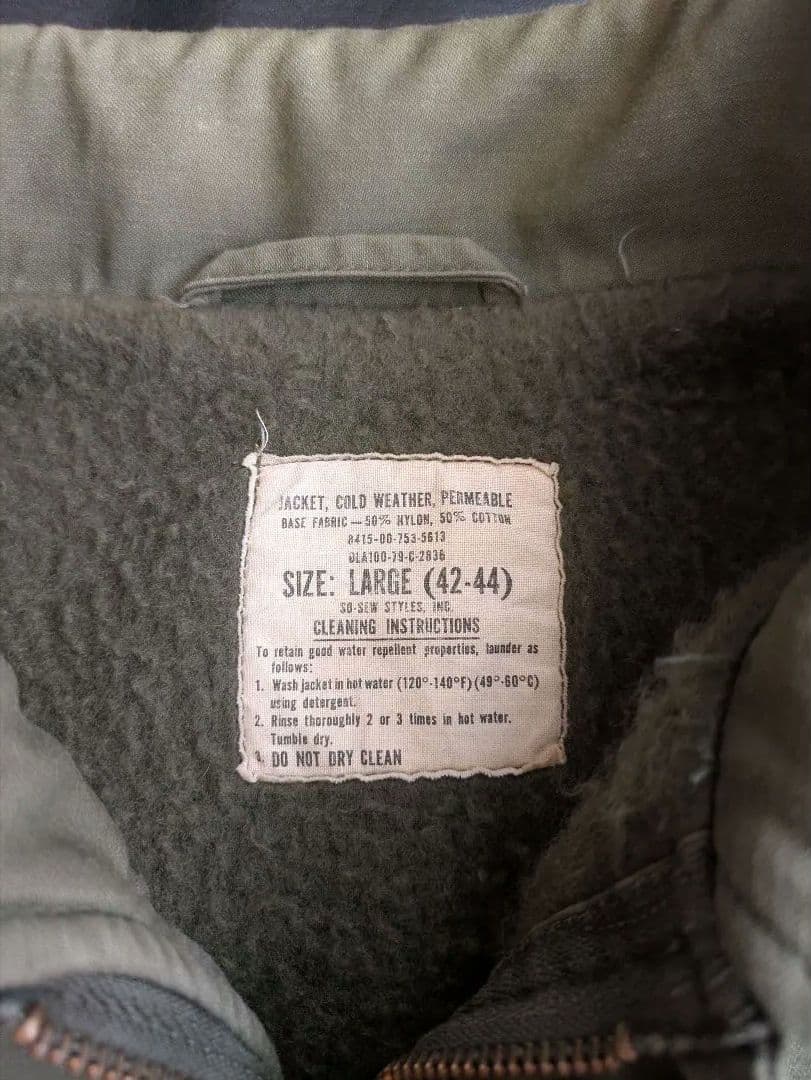 JACKET, COLD WEATHER, PERMEABLE
BASE FABRIC — 50% NYLON, 50% COTTON
8415-00-753-5613
DLA100-79-C-2836
SIZE: LARGE (42-44)
SO-SEW STYLES, INC.
CLEANING INSTRUCTIONS
To retain good water repellent properties, launder as
follows:
1. Wash jacket in hot water (120°-140°F)(49°-60°C)
using detergent.
2. Rinse thoroughly 2 or 3 times in hot water.
Tumble dry.
3. DO NOT DRY CLEAN